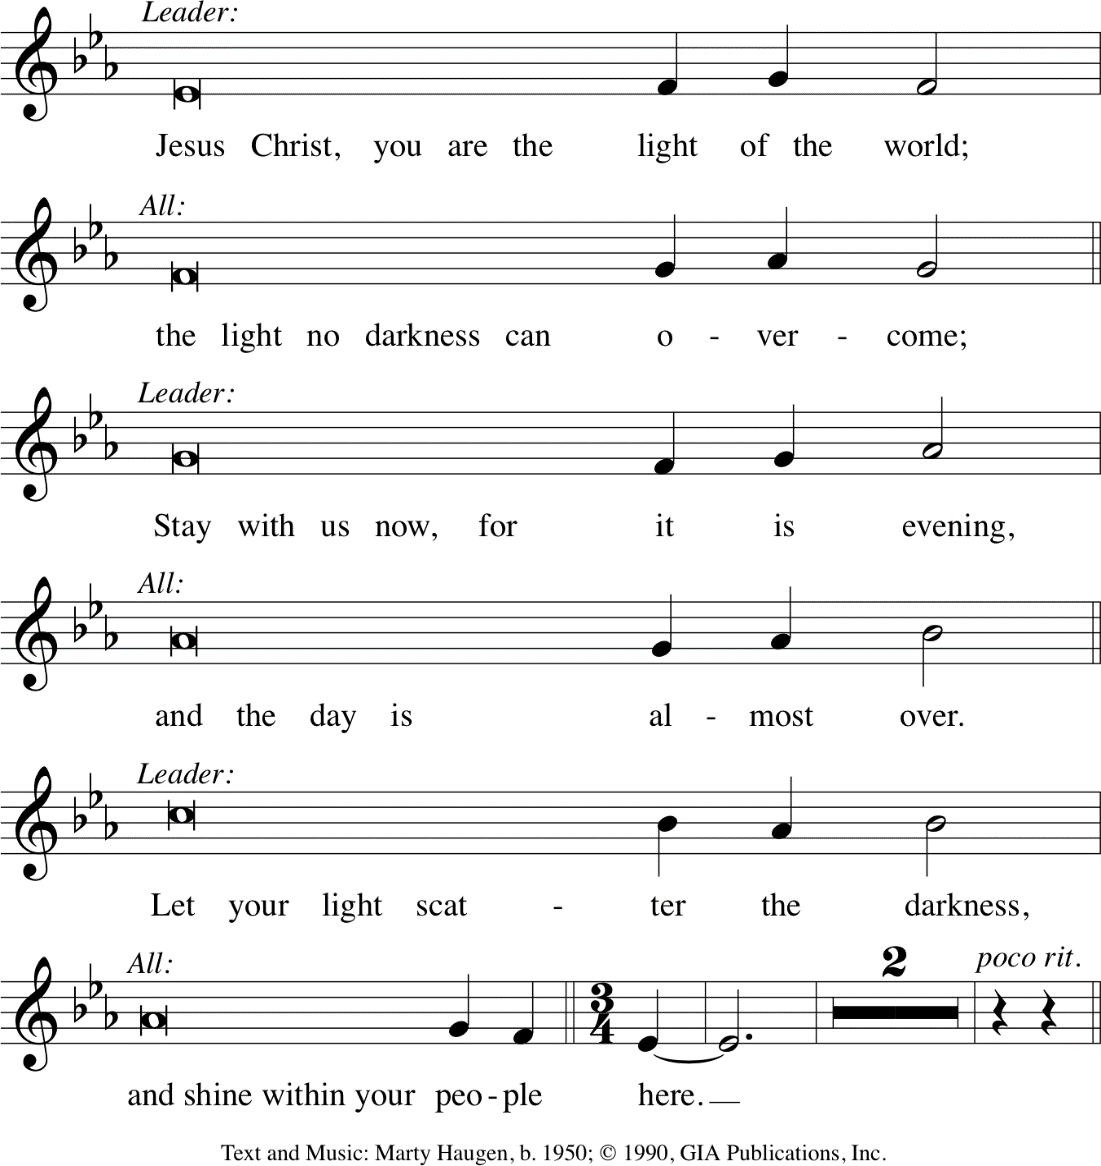 Leader:
Jesus Christ, you are the light of the world;
All:
the light no darkness can o - ver - come;
Leader:
Stay with us now, for it is evening,
All:
and the day is al - most over.
Leader:
Let your light scat - ter the darkness,
All:
2
poco rit.
3
4
and shine within your peo - ple here.
Text and Music: Marty Haugen, b. 1950; © 1990, GIA Publications, Inc.